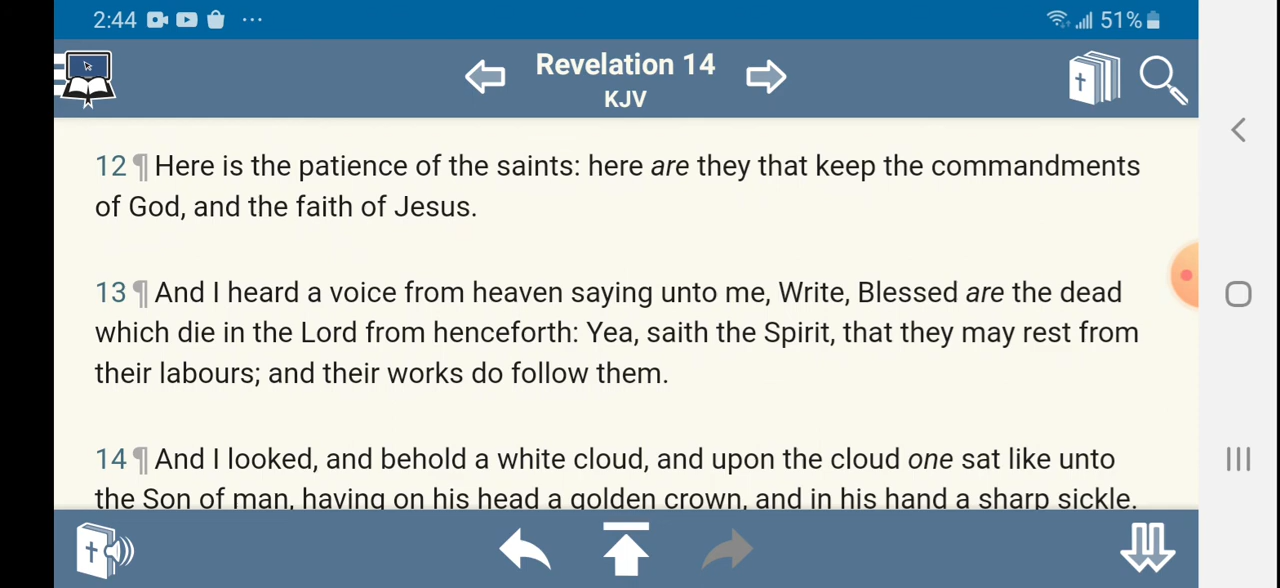 2:44 51%
Revelation 14
KJV
12 ¶ Here is the patience of the saints: here are they that keep the commandments
of God, and the faith of Jesus.
13 ¶ And I heard a voice from heaven saying unto me, Write, Blessed are the dead
which die in the Lord from henceforth: Yea, saith the Spirit, that they may rest from
their labours; and their works do follow them.
14 ¶ And I looked, and behold a white cloud, and upon the cloud one sat like unto
the Son of man, having on his head a golden crown, and in his hand a sharp sickle.